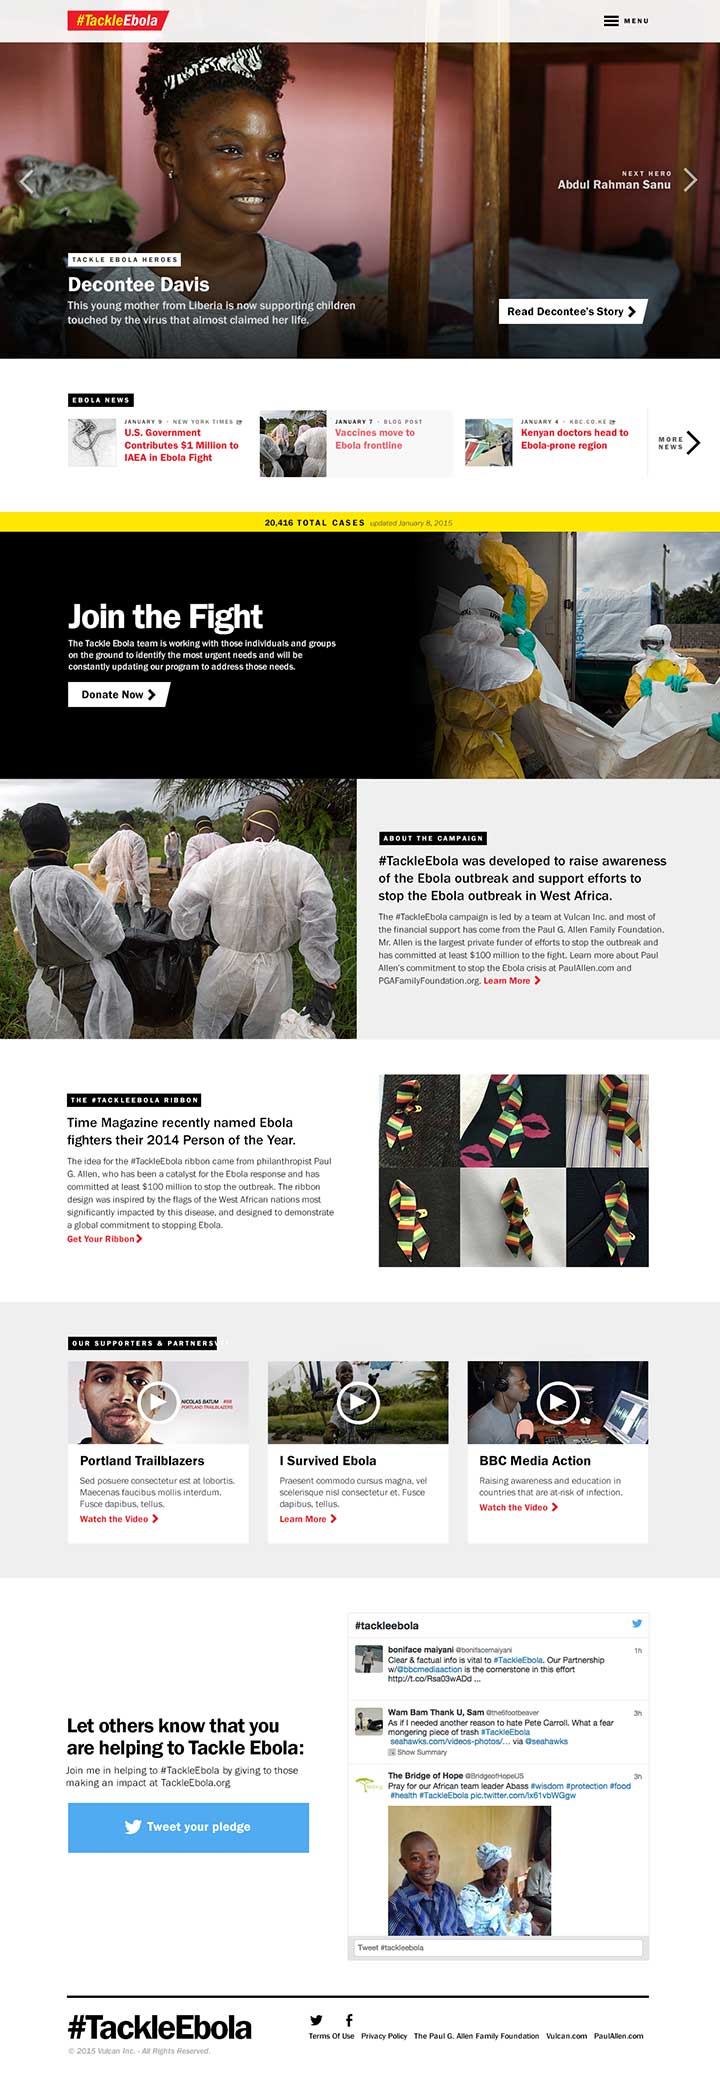 #TackleEbola
MENU
NEXT HERO
Abdul Rahman Sanu
TACKLE EBOLA HEROES
Decontee Davis
This young mother from Liberia is now supporting children
touched by the virus that almost claimed her life.
Read Decontee's Story
EBOLA NEWS
JANUARY 9 · NEW YORK TIMES
U.S. Government
Contributes $1 Million to
IAEA in Ebola Fight
JANUARY 7 · BLOG POST
Vaccines move to
Ebola frontline
JANUARY 4 · KBC.CO.KE
Kenyan doctors head to
Ebola-prone region
MORE
NEWS
20,416 TOTAL CASES updated January 8, 2015
Join the Fight
The Tackle Ebola team is working with those individuals and groups
on the ground to identify the most urgent needs and will be
constantly updating our program to address those needs.
Donate Now
unicef
ABOUT THE CAMPAIGN
#TackleEbola was developed to raise awareness
of the Ebola outbreak and support efforts to
stop the Ebola outbreak in West Africa.
The #TackleEbola campaign is led by a team at Vulcan Inc. and most of
the financial support has come from the Paul G. Allen Family Foundation.
Mr. Allen is the largest private funder of efforts to stop the outbreak and
has committed at least $100 million to the fight. Learn more about Paul
Allen's commitment to stop the Ebola crisis at PaulAllen.com and
PGAFamilyFoundation.org. Learn More
THE #TACKLEEBOLA RIBBON
Time Magazine recently named Ebola
fighters their 2014 Person of the Year.
The idea for the #TackleEbola ribbon came from philanthropist Paul
G. Allen, who has been a catalyst for the Ebola response and has
committed at least $100 million to stop the outbreak. The ribbon
design was inspired by the flags of the West African nations most
significantly impacted by this disease, and designed to demonstrate
a global commitment to stopping Ebola.
Get Your Ribbon
OUR SUPPORTERS & PARTNERS
NICOLAS BATUM · #88
PORTLAND TRAILBLAZERS
Portland Trailblazers
Sed posuere consectetur est at lobortis.
Maecenas faucibus mollis interdum.
Fusce dapibus, tellus.
Watch the Video
I Survived Ebola
Praesent commodo cursus magna, vel
scelerisque nisl consectetur et. Fusce
dapibus, tellus.
Learn More
BBC Media Action
Raising awareness and education in
countries that are at-risk of infection.
Watch the Video
Let others know that you
are helping to Tackle Ebola:
Join me in helping to #TackleEbola by giving to those
making an impact at TackleEbola.org
Tweet your pledge
#tackleebola
boniface maiyani @bonifacemaiyani 1h
Clear & factual info is vital to #TackleEbola. Our Partnership
w/@bbcmediaaction is the cornerstone in this effort
http://t.co/Rsa03wADd ...
Wam Bam Thank U, Sam @the6footbeaver 3h
As if I needed another reason to hate Pete Carroll. What a fear
mongering piece of trash #TackleEbola
seahawks.com/videos-photos/... via @seahawks
Show Summary
The Bridge of Hope @BridgeofHopeUS 3h
Pray for our African team leader Abass #wisdom #protection #food
#health #TackleEbola pic.twitter.com/ix61vbWGgw
Tweet #tackleebola
#TackleEbola
© 2015 Vulcan Inc. - All Rights Reserved.
Terms Of Use Privacy Policy The Paul G. Allen Family Foundation Vulcan.com PaulAllen.com